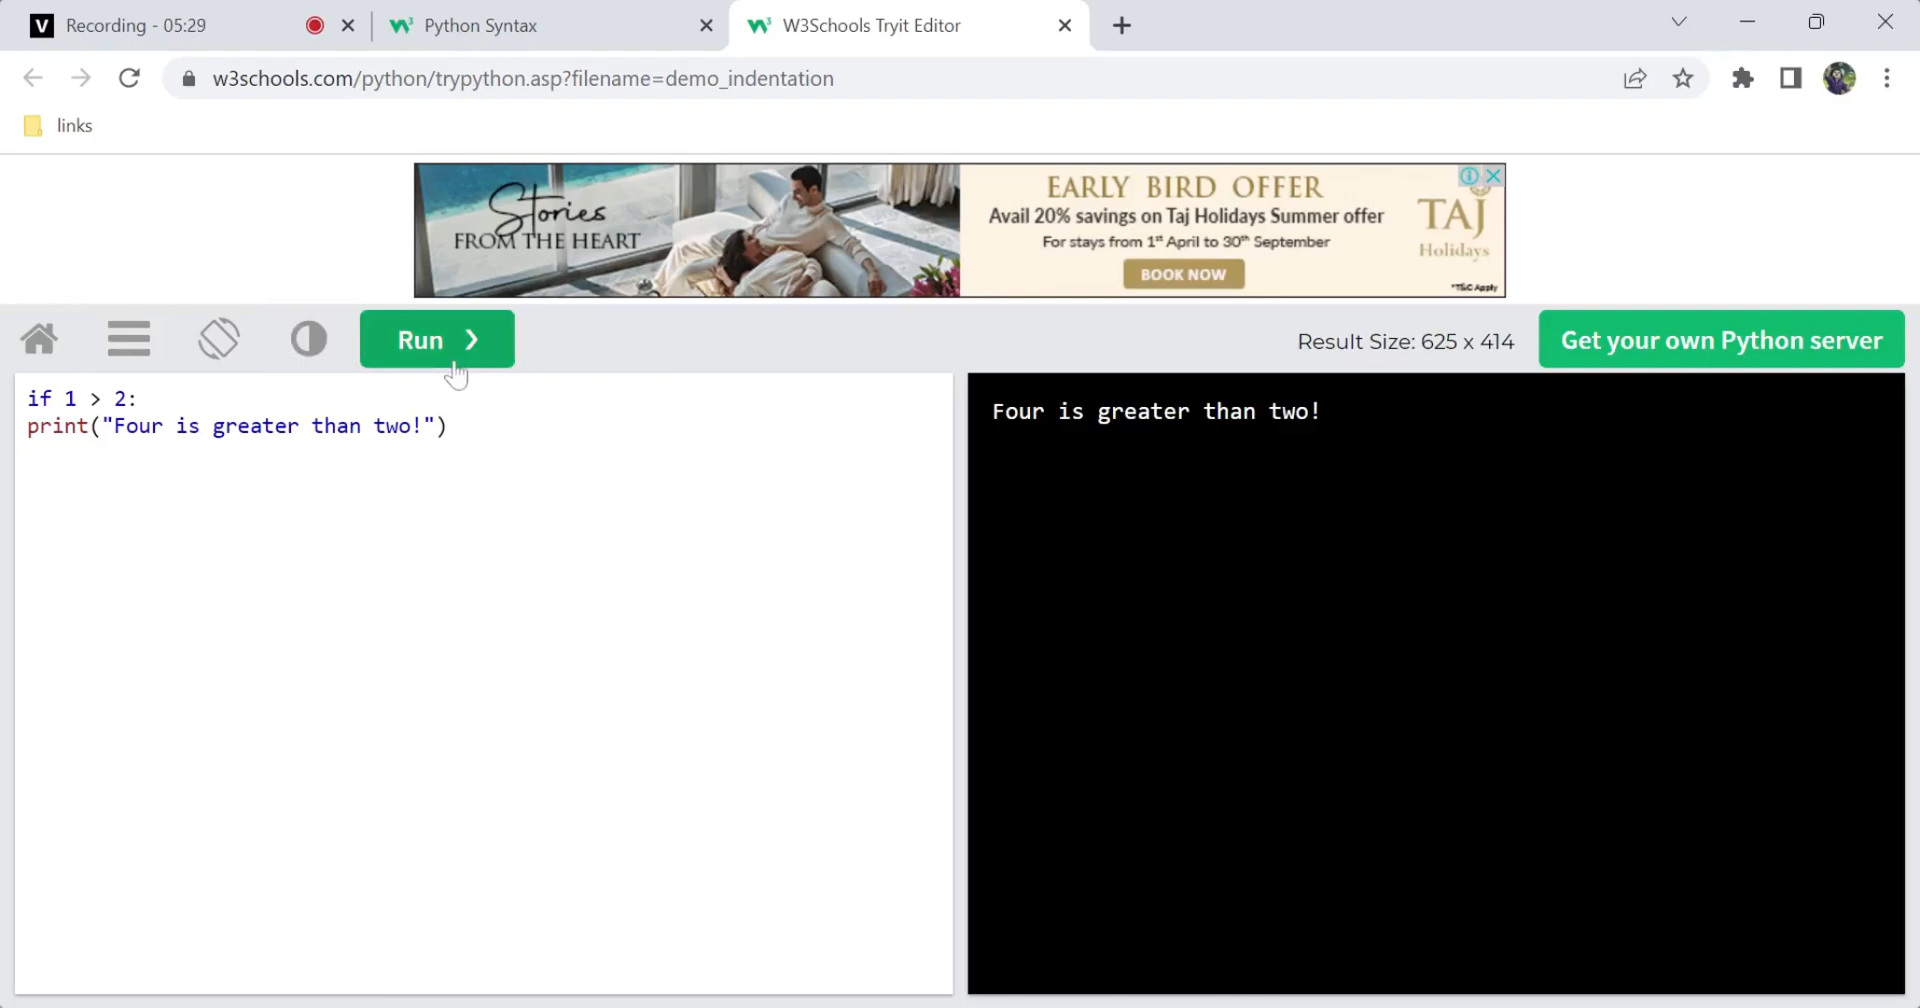 Recording - 05:29
Python Syntax
W3Schools Tryit Editor
w3schools.com/python/trypython.asp?filename=demo_indentation
links
Stories
FROM THE HEART
EARLY BIRD OFFER
Avail 20% savings on Taj Holidays Summer offer
For stays from 1st April to 30th September
BOOK NOW
TAJ
Holidays
*T&C Apply
Run ❯
Result Size: 625 x 414
Get your own Python server
if 1 > 2:
print("Four is greater than two!")
Four is greater than two!